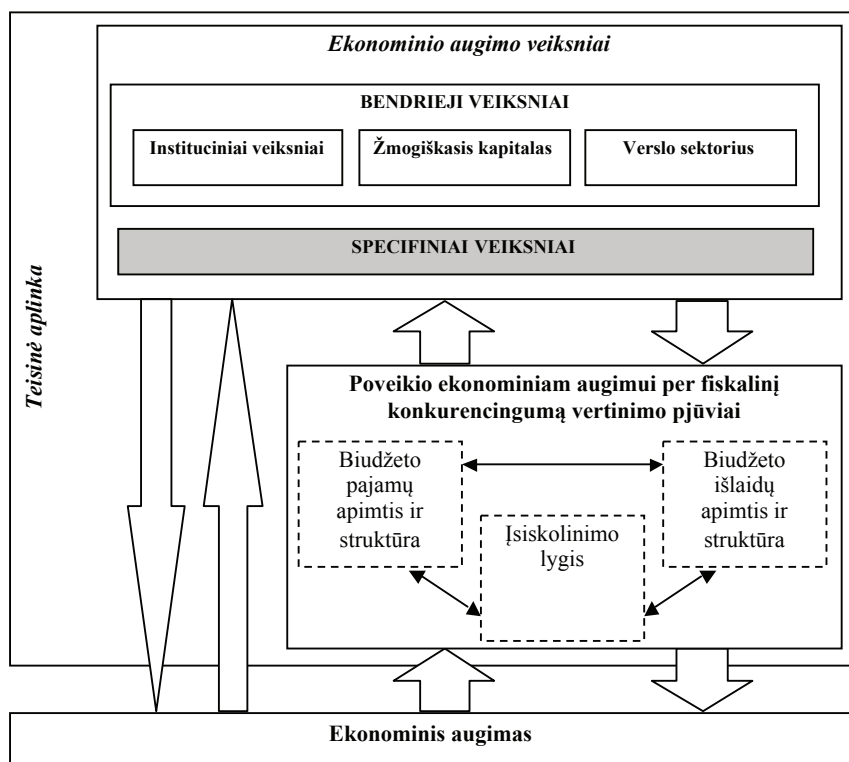 Ekonominio augimo veiksniai
BENDRIEJI VEIKSNIAI
Instituciniai veiksniai
Žmogiškasis kapitalas
Verslo sektorius
SPECIFINIAI VEIKSNIAI
Teisinė aplinka
Poveikio ekonominiam augimui per fiskalinį
konkurencingumą vertinimo pjūviai
Biudžeto
pajamų
apimtis ir
struktūra
Įsiskolinimo
lygis
Biudžeto
išlaidų
apimtis ir
struktūra
Ekonominis augimas